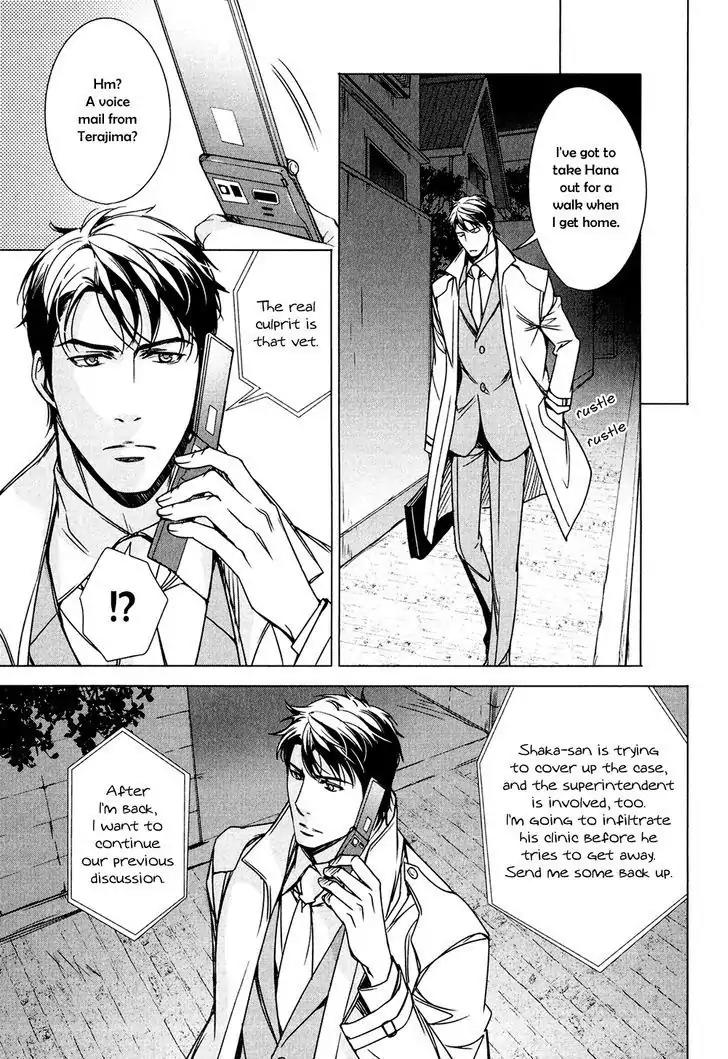 I've got to
take Hana
out for a
walk when
I get home.
rustle
rustle
Hm?
A voice
mail from
Terajima?
The real
culprit is
that vet.
!?
Shaka-san is trying
to cover up the case,
and the superintendent
is involved, too.
I'm going to infiltrate
his clinic before he
tries to get away.
Send me some back up.
After
I'm back,
I want to
continue
our previous
discussion.